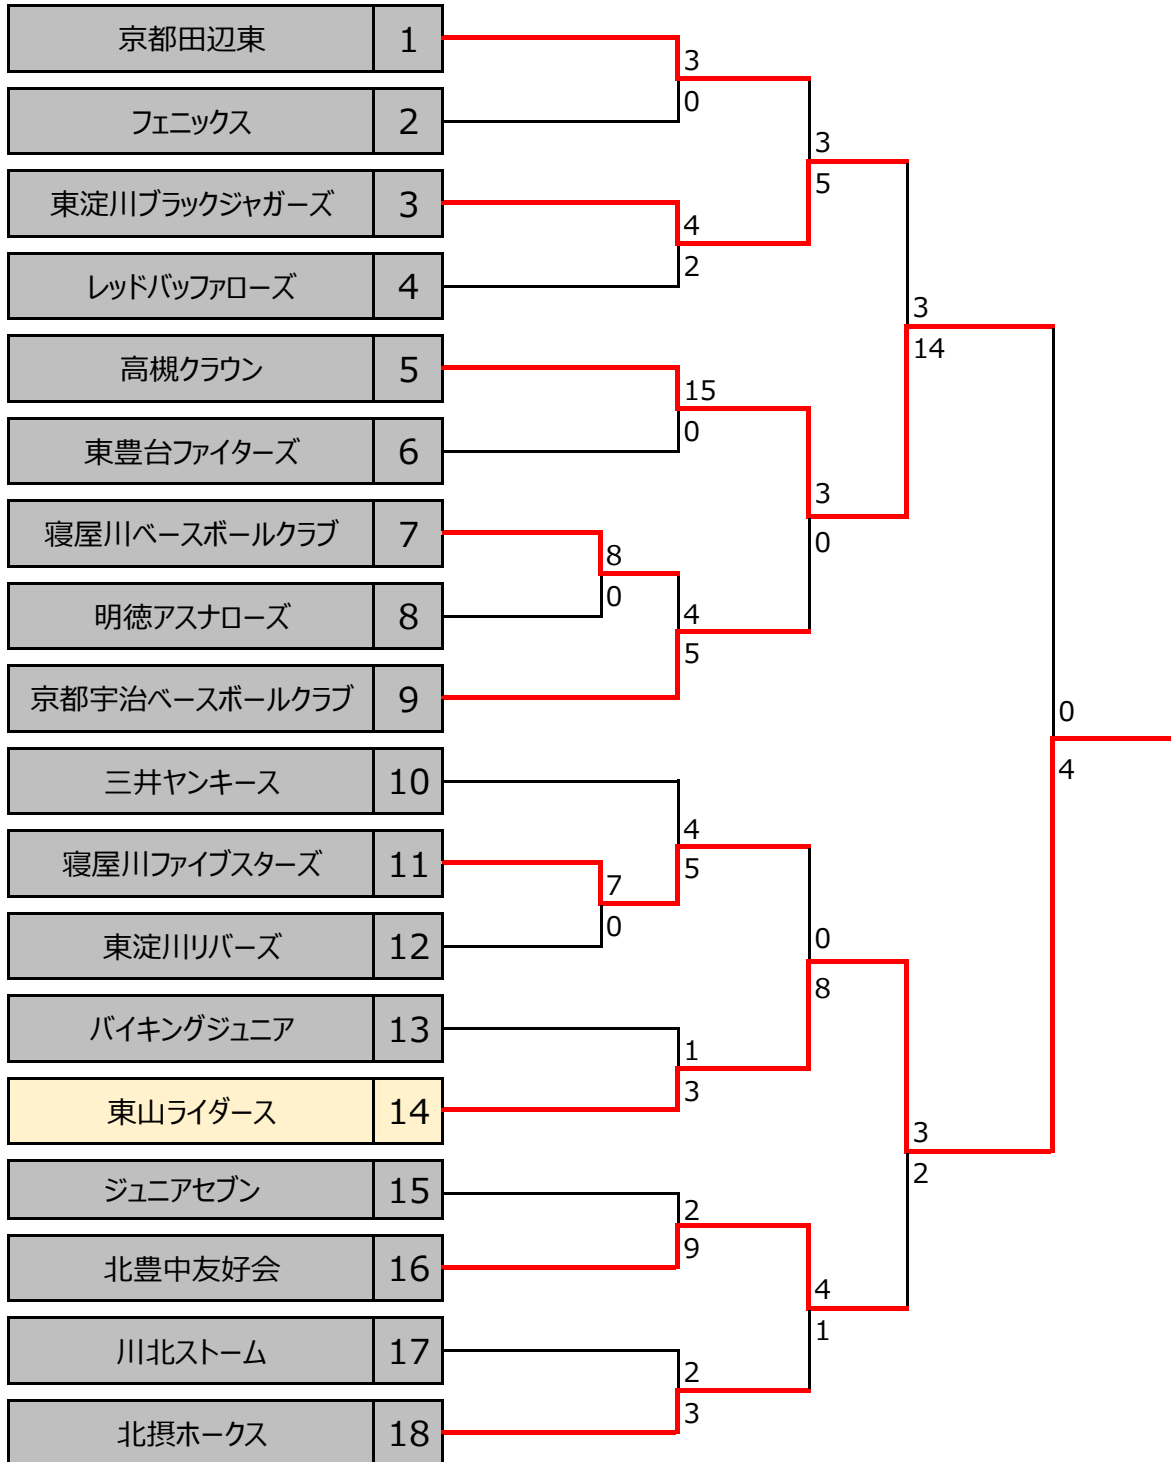 京都田辺東 1
フェニックス 2
東淀川ブラックジャガーズ 3
レッドバッファローズ 4
高槻クラウン 5
東豊台ファイターズ 6
寝屋川ベースボールクラブ 7
明徳アスナローズ 8
京都宇治ベースボールクラブ 9
三井ヤンキース 10
寝屋川ファイブスターズ 11
東淀川リバーズ 12
バイキングジュニア 13
東山ライダース 14
ジュニアセブン 15
北豊中友好会 16
川北ストーム 17
北摂ホークス 18
8
0
7
0
3
0
4
2
15
0
4
5
4
5
1
3
2
9
2
3
3
5
3
0
0
8
4
1
3
14
3
2
0
4